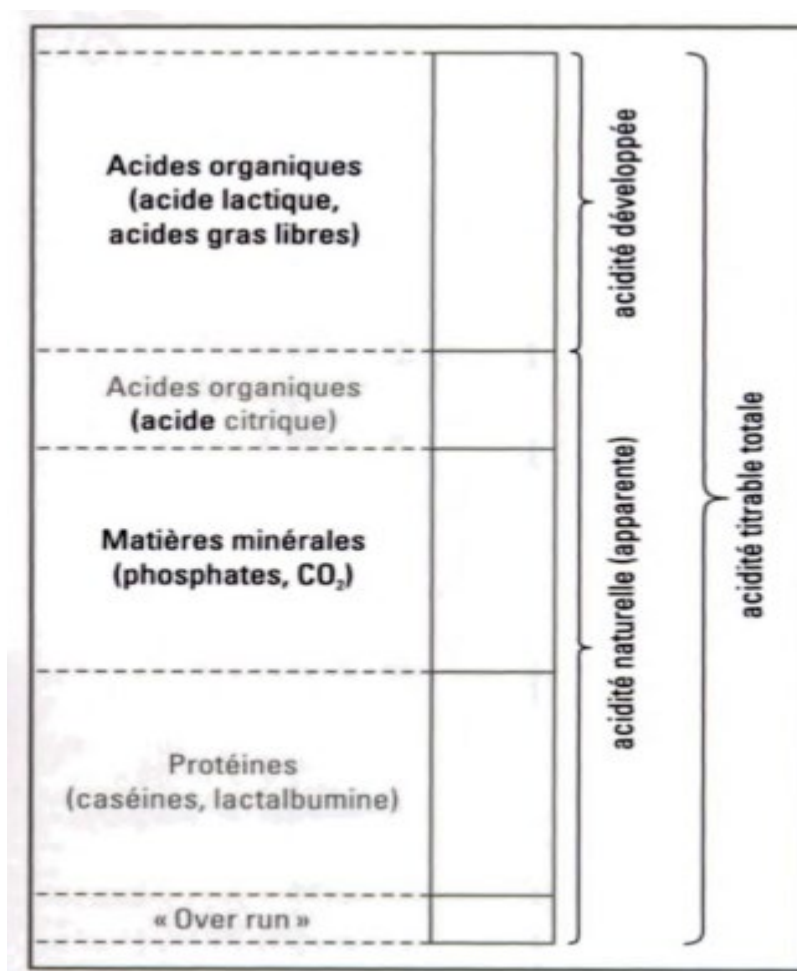 Acides organiques
(acide lactique,
acides gras libres)
Acides organiques
(acide citrique)
Matières minérales
(phosphates, CO₂)
Protéines
(caséines, lactalbumine)
« Over run »
acidité développée
acidité naturelle (apparente)
acidité titrable totale